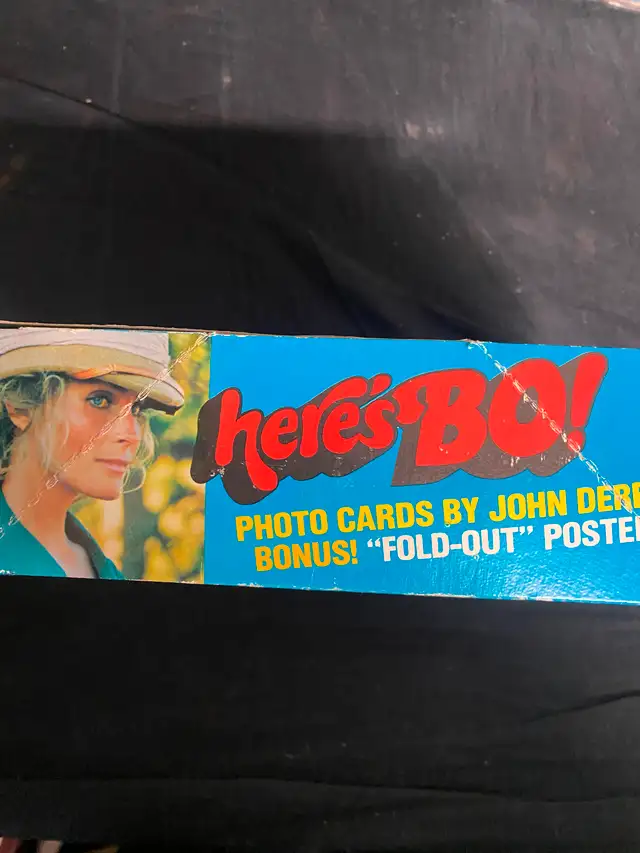 here's BO!
PHOTO CARDS BY JOHN
BONUS! "FOLD-OUT"